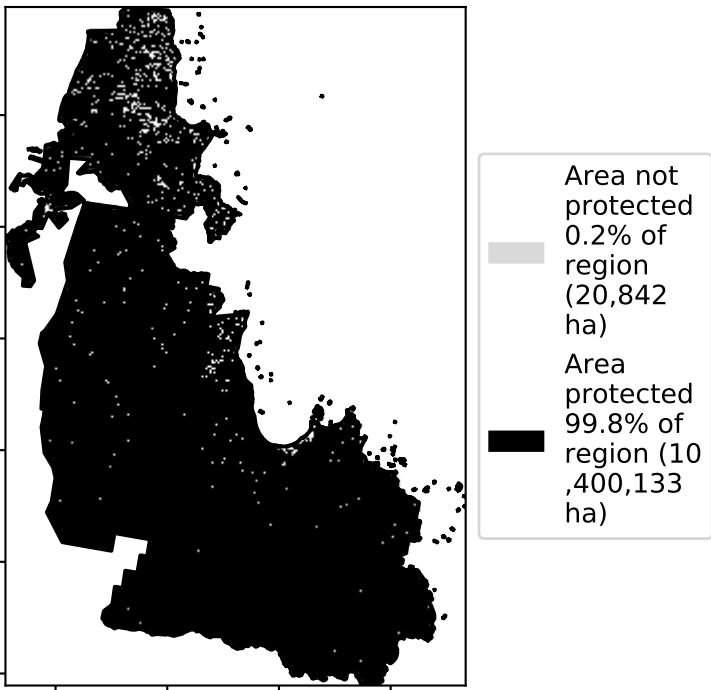 Area not
protected
0.2% of
region
(20,842
ha)
Area
protected
99.8% of
region (10
,400,133
ha)